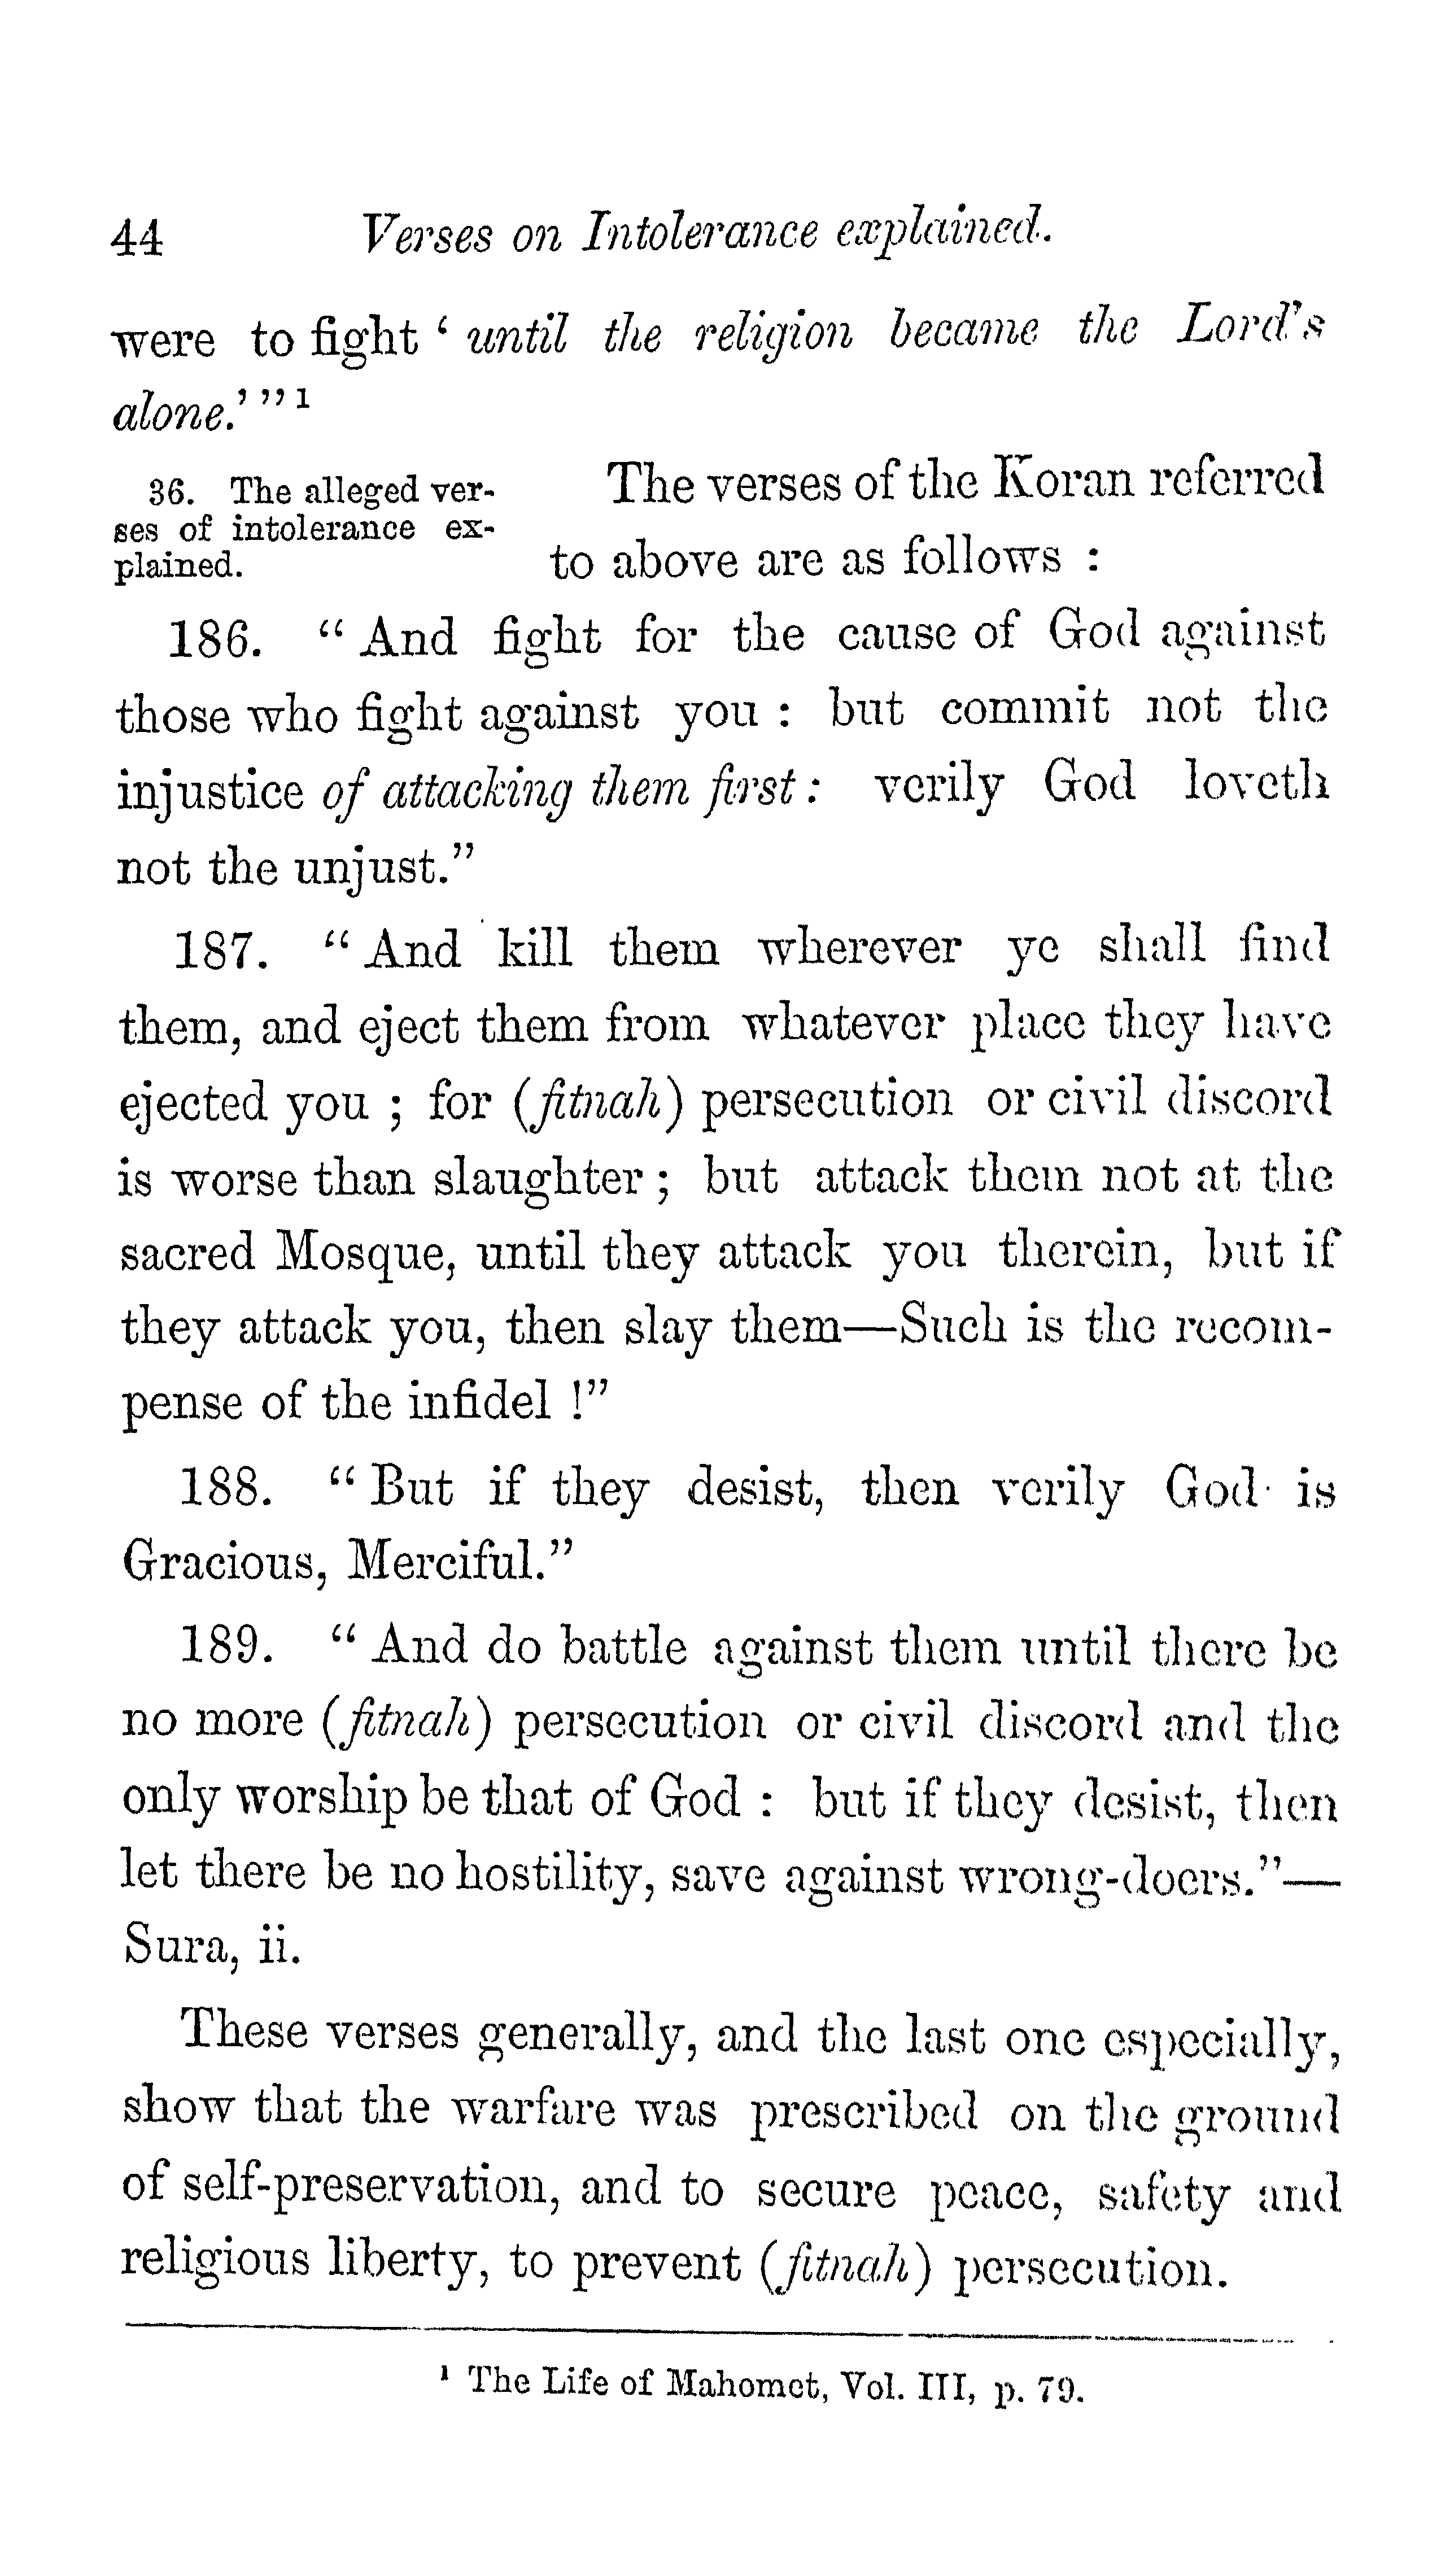 44 Verses on Intolerance explained.
were to fight ‘ until the religion became the Lord’s
alone.’ ” 1
36. The alleged ver-
ses of intolerance ex-
plained.
The verses of the Koran referred
to above are as follows :
186. “ And fight for the cause of God against
those who fight against you : but commit not the
injustice of attacking them first : verily God loveth
not the unjust.”
187. “ And kill them wherever ye shall find
them, and eject them from whatever place they have
ejected you ; for (fitnah) persecution or civil discord
is worse than slaughter ; but attack them not at the
sacred Mosque, until they attack you therein, but if
they attack you, then slay them—Such is the recom-
pense of the infidel !”
188. “ But if they desist, then verily God is
Gracious, Merciful.”
189. “ And do battle against them until there be
no more (fitnah) persecution or civil discord and the
only worship be that of God : but if they desist, then
let there be no hostility, save against wrong-doers.”—
Sura, ii.
These verses generally, and the last one especially,
show that the warfare was prescribed on the ground
of self-preservation, and to secure peace, safety and
religious liberty, to prevent (fitnah) persecution.
1 The Life of Mahomet, Vol. III, p. 79.